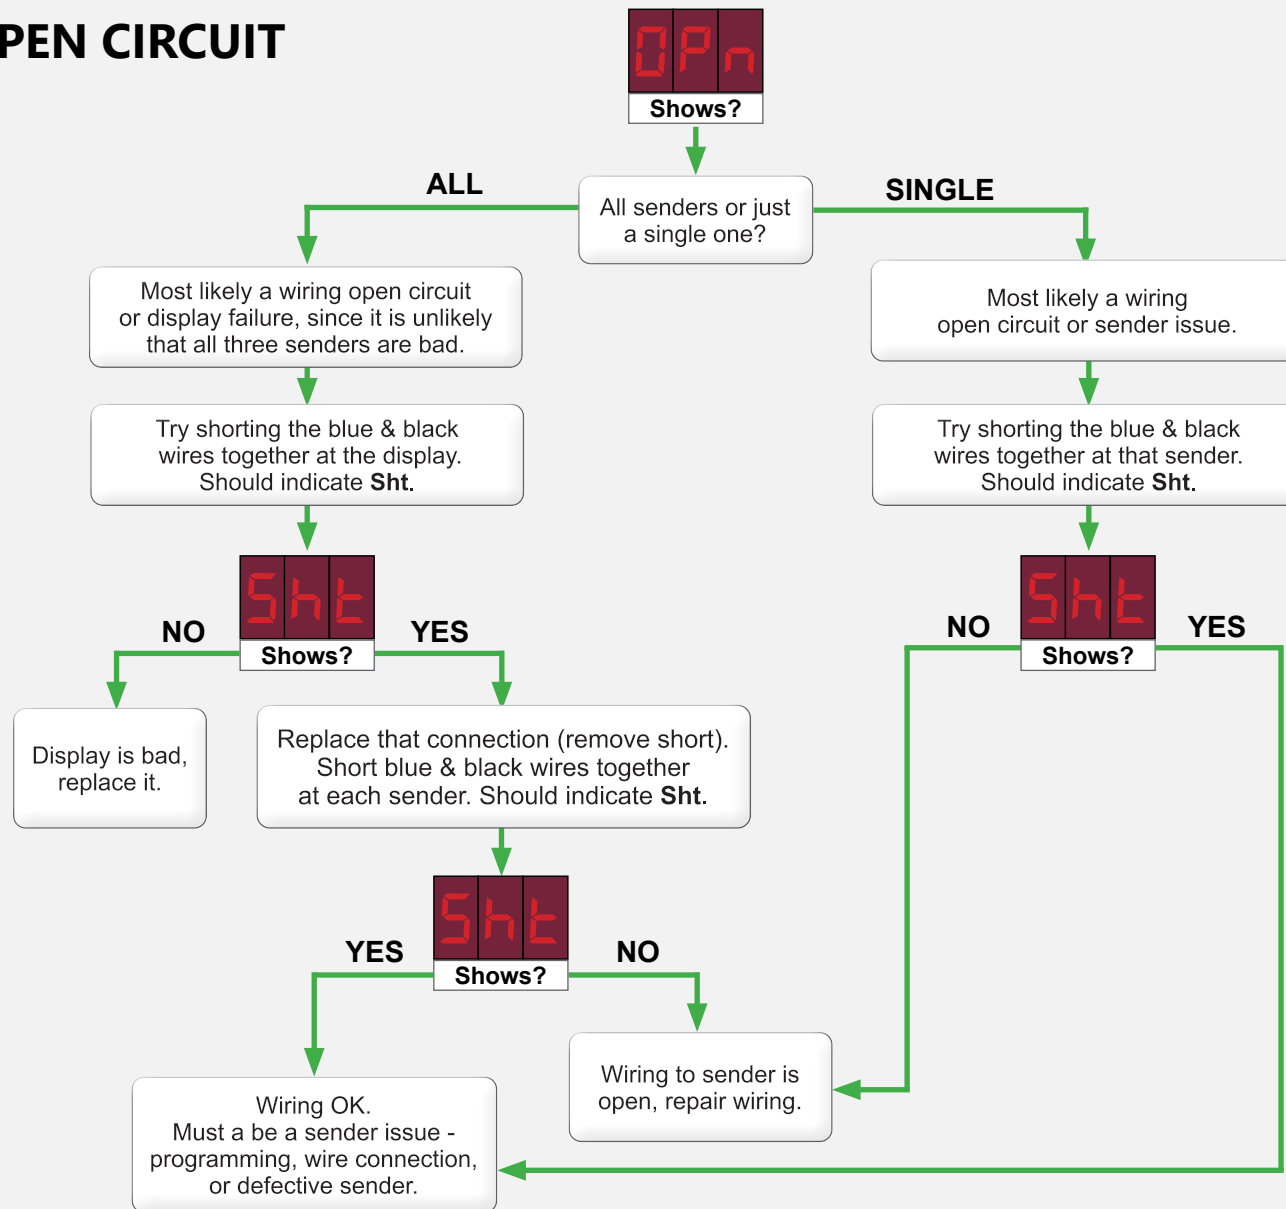 PEN CIRCUIT
OPn
Shows?
ALL
SINGLE
All senders or just
a single one?
Most likely a wiring open circuit
or display failure, since it is unlikely
that all three senders are bad.
Most likely a wiring
open circuit or sender issue.
Try shorting the blue & black
wires together at the display.
Should indicate Sht.
Try shorting the blue & black
wires together at that sender.
Should indicate Sht.
Sht
Shows?
NO
YES
Sht
Shows?
NO
YES
Display is bad,
replace it.
Replace that connection (remove short).
Short blue & black wires together
at each sender. Should indicate Sht.
Sht
Shows?
YES
NO
Wiring to sender is
open, repair wiring.
Wiring OK.
Must a be a sender issue -
programming, wire connection,
or defective sender.